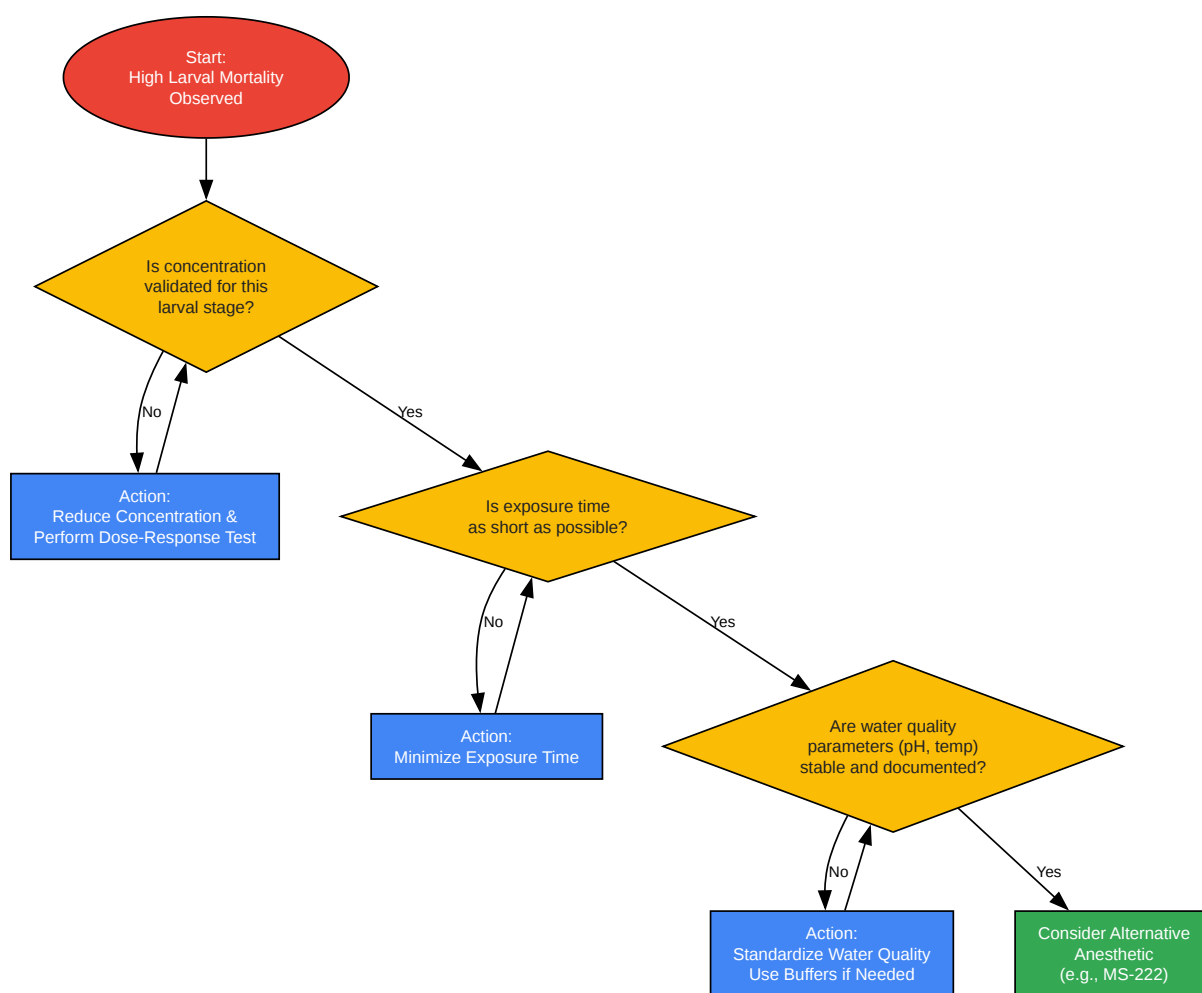 Start:
High Larval Mortality
Observed
Is concentration
validated for this
larval stage?
No
Yes
Action:
Reduce Concentration &
Perform Dose-Response Test
Is exposure time
as short as possible?
No
Yes
Action:
Minimize Exposure Time
Are water quality
parameters (pH, temp)
stable and documented?
No
Yes
Action:
Standardize Water Quality
Use Buffers if Needed
Consider Alternative
Anesthetic
(e.g., MS-222)